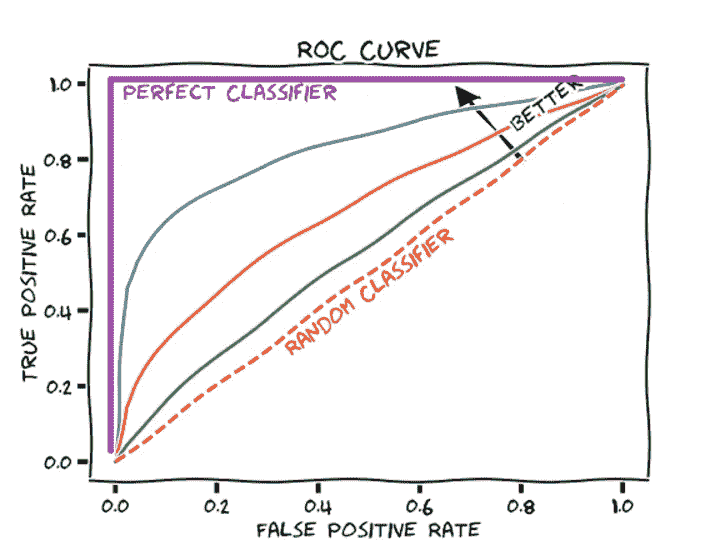 ROC CURVE
PERFECT CLASSIFIER
BETTER
RANDOM CLASSIFIER
TRUE POSITIVE RATE
1.0
0.8
0.6
0.4
0.2
0.0
0.0 0.2 0.4 0.6 0.8 1.0
FALSE POSITIVE RATE